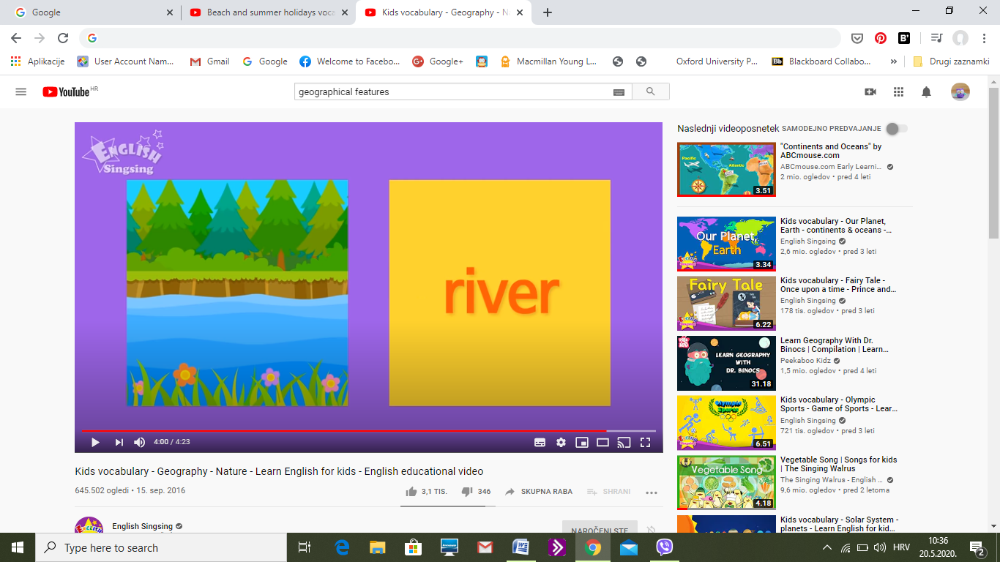 Google
Beach and summer holidays voca
Kids vocabulary - Geography - N
Aplikacije
User Account Nam...
Gmail
Google
Welcome to Facebo...
Google+
Macmillan Young L...
Oxford University P...
Bb
Blackboard Collabo...
»
Drugi zaznamki
YouTube HR
geographical features
ENGLISH
Singsing
river
4:00 / 4:23
Kids vocabulary - Geography - Nature - Learn English for kids - English educational video
645.502 ogledi • 15. sep. 2016
3,1 TIS.
346
SKUPNA RABA
SHRANI
English Singsing
NAROČENI STE
Naslednji videoposnetek
SAMODEJNO PREDVAJANJE
Pacific
Atlantic
3.51
"Continents and Oceans" by
ABCmouse.com
ABCmouse.com Early Learni...
2 mio. ogledov • pred 4 leti
Our Planet,
Earth
3.34
Kids vocabulary - Our Planet,
Earth - continents & oceans -...
English Singsing
2,6 mio. ogledov • pred 3 leti
Fairy Tale
6.22
Kids vocabulary - Fairy Tale -
Once upon a time - Prince and...
English Singsing
178 tis. ogledov • pred 3 leti
LEARN GEOGRAPHY
WITH
DR. BINOCS
31.18
Learn Geography With Dr.
Binocs | Compilation | Learn...
Peekaboo Kidz
1,5 mio. ogledov • pred 4 leti
Olympic
Sports
6.51
Kids vocabulary - Olympic
Sports - Game of Sports - Lear...
English Singsing
721 tis. ogledov • pred 3 leti
Vegetable Song
4.18
Vegetable Song | Songs for kids
| The Singing Walrus
The Singing Walrus - English ...
9,6 mio. ogledov • pred 2 letoma
Kids vocabulary - Solar System -
planets - Learn English for kid...
Type here to search
HRV
10:36
20.5.2020.
2